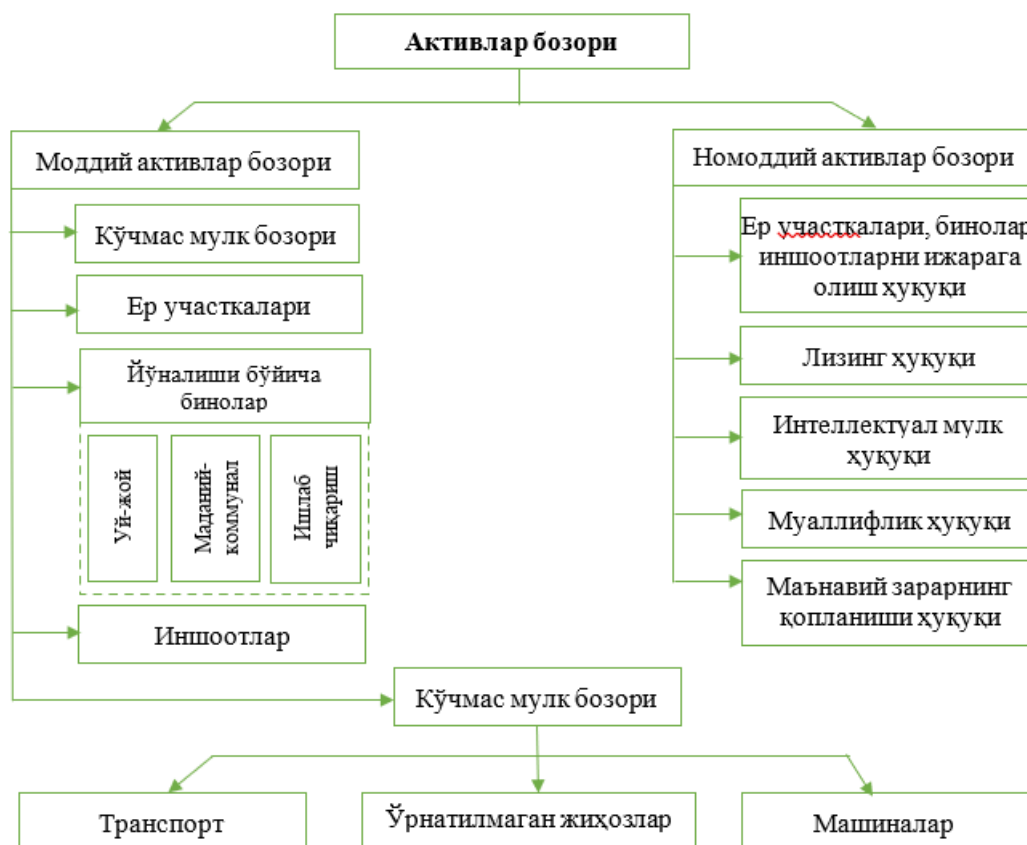 Активлар бозори
Моддий активлар бозори
Кўчмас мулк бозори
Ер участкалари
Йўналиши бўйича
бинолар
Уй-жой
Маданий-
коммунал
Ишлаб
чиқариш
Иншоотлар
Номоддий активлар бозори
Ер участкалари, бинолар
иншоотларни ижарага
олиш ҳуқуқи
Лизинг ҳуқуқи
Интеллектуал мулк
ҳуқуқи
Муаллифлик ҳуқуқи
Маънавий зарарнинг
қопланиши ҳуқуқи
Кўчмас мулк бозори
Транспорт
Ўрнатилмаган жиҳозлар
Машиналар